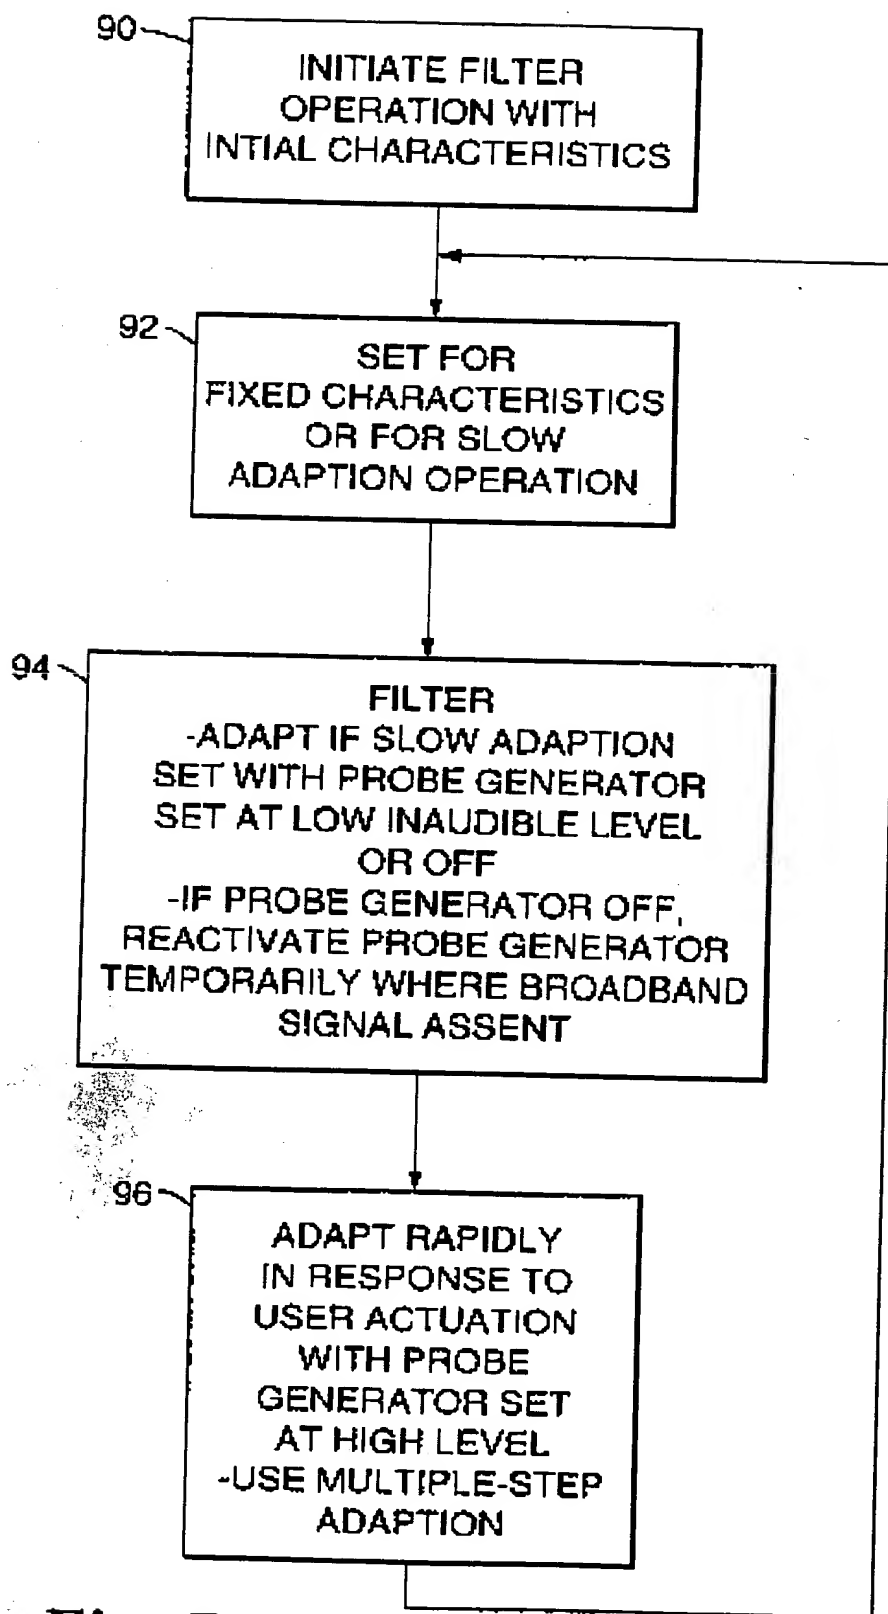 90
INITIATE FILTER
OPERATION WITH
INTIAL CHARACTERISTICS
92
SET FOR
FIXED CHARACTERISTICS
OR FOR SLOW
ADAPTION OPERATION
94
FILTER
-ADAPT IF SLOW ADAPTION
SET WITH PROBE GENERATOR
SET AT LOW INAUDIBLE LEVEL
OR OFF
-IF PROBE GENERATOR OFF,
REACTIVATE PROBE GENERATOR
TEMPORARILY WHERE BROADBAND
SIGNAL ASSENT
96
ADAPT RAPIDLY
IN RESPONSE TO
USER ACTUATION
WITH PROBE
GENERATOR SET
AT HIGH LEVEL
-USE MULTIPLE-STEP
ADAPTION